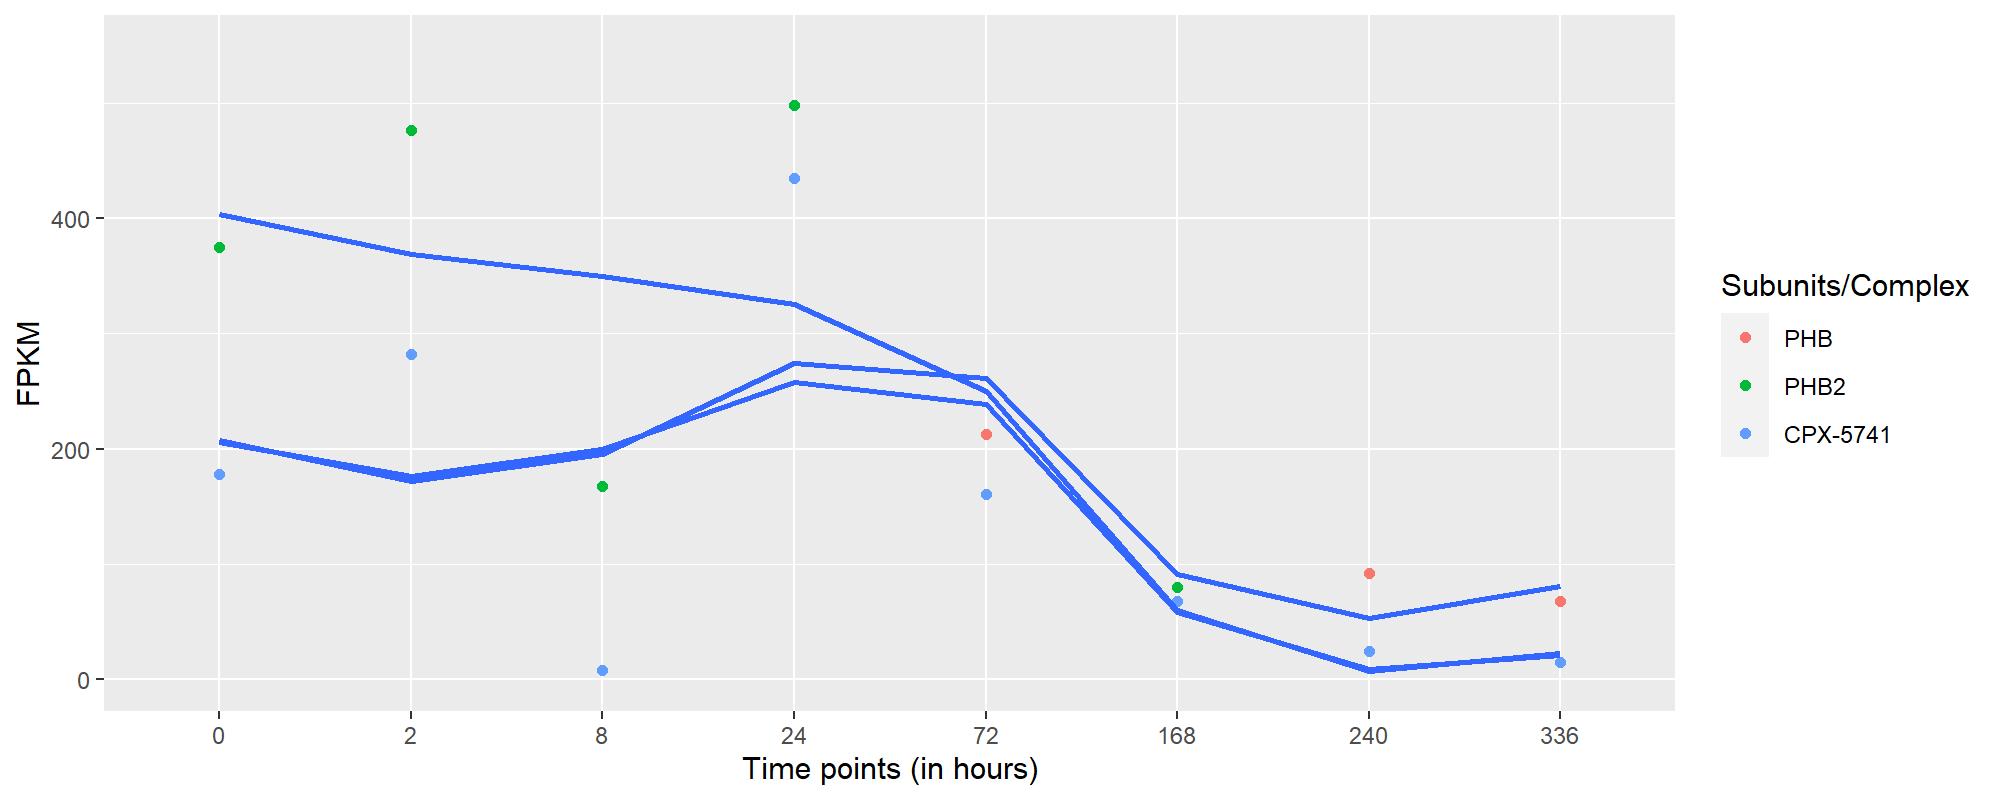 FPKM
400
200
0
0 2 8 24 72 168 240 336
Time points (in hours)
Subunits/Complex
PHB
PHB2
CPX-5741